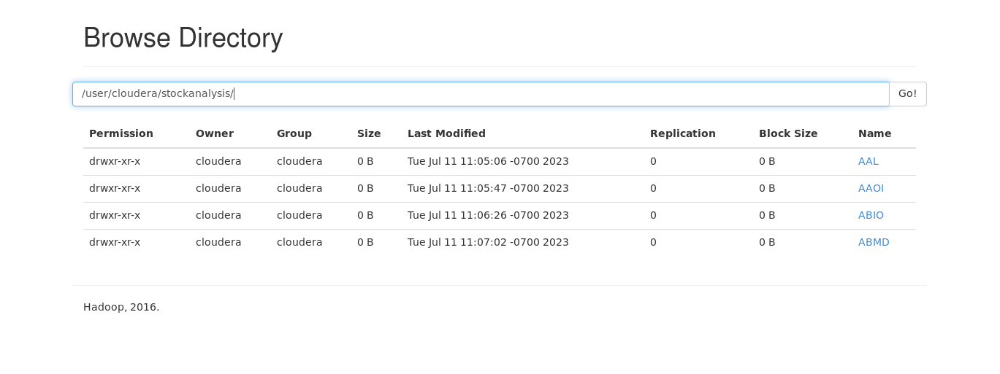 Browse Directory
/user/cloudera/stockanalysis/ Go!
Permission Owner Group Size Last Modified Replication Block Size Name
drwxr-xr-x cloudera cloudera 0 B Tue Jul 11 11:05:06 -0700 2023 0 0 B AAL
drwxr-xr-x cloudera cloudera 0 B Tue Jul 11 11:05:47 -0700 2023 0 0 B AAOI
drwxr-xr-x cloudera cloudera 0 B Tue Jul 11 11:06:26 -0700 2023 0 0 B ABIO
drwxr-xr-x cloudera cloudera 0 B Tue Jul 11 11:07:02 -0700 2023 0 0 B ABMD
Hadoop, 2016.